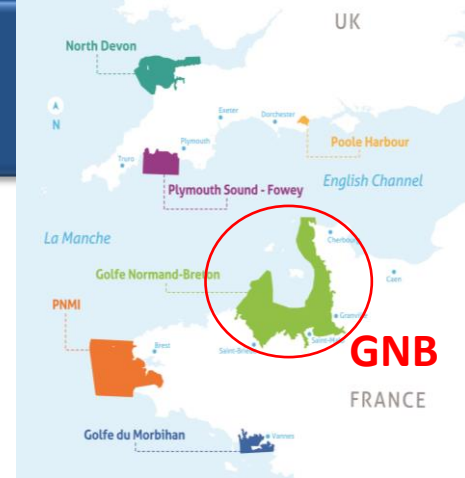 UK
North Devon
N
Exeter
Dorchester
Poole Harbour
Plymouth
Truro
Plymouth Sound - Fowey
English Channel
La Manche
Cherbourg
Golfe Normand-Breton
Caen
PNMI
Granville
Brest
Saint-Brieuc
Saint-Malo
GNB
FRANCE
Golfe du Morbihan
Vannes